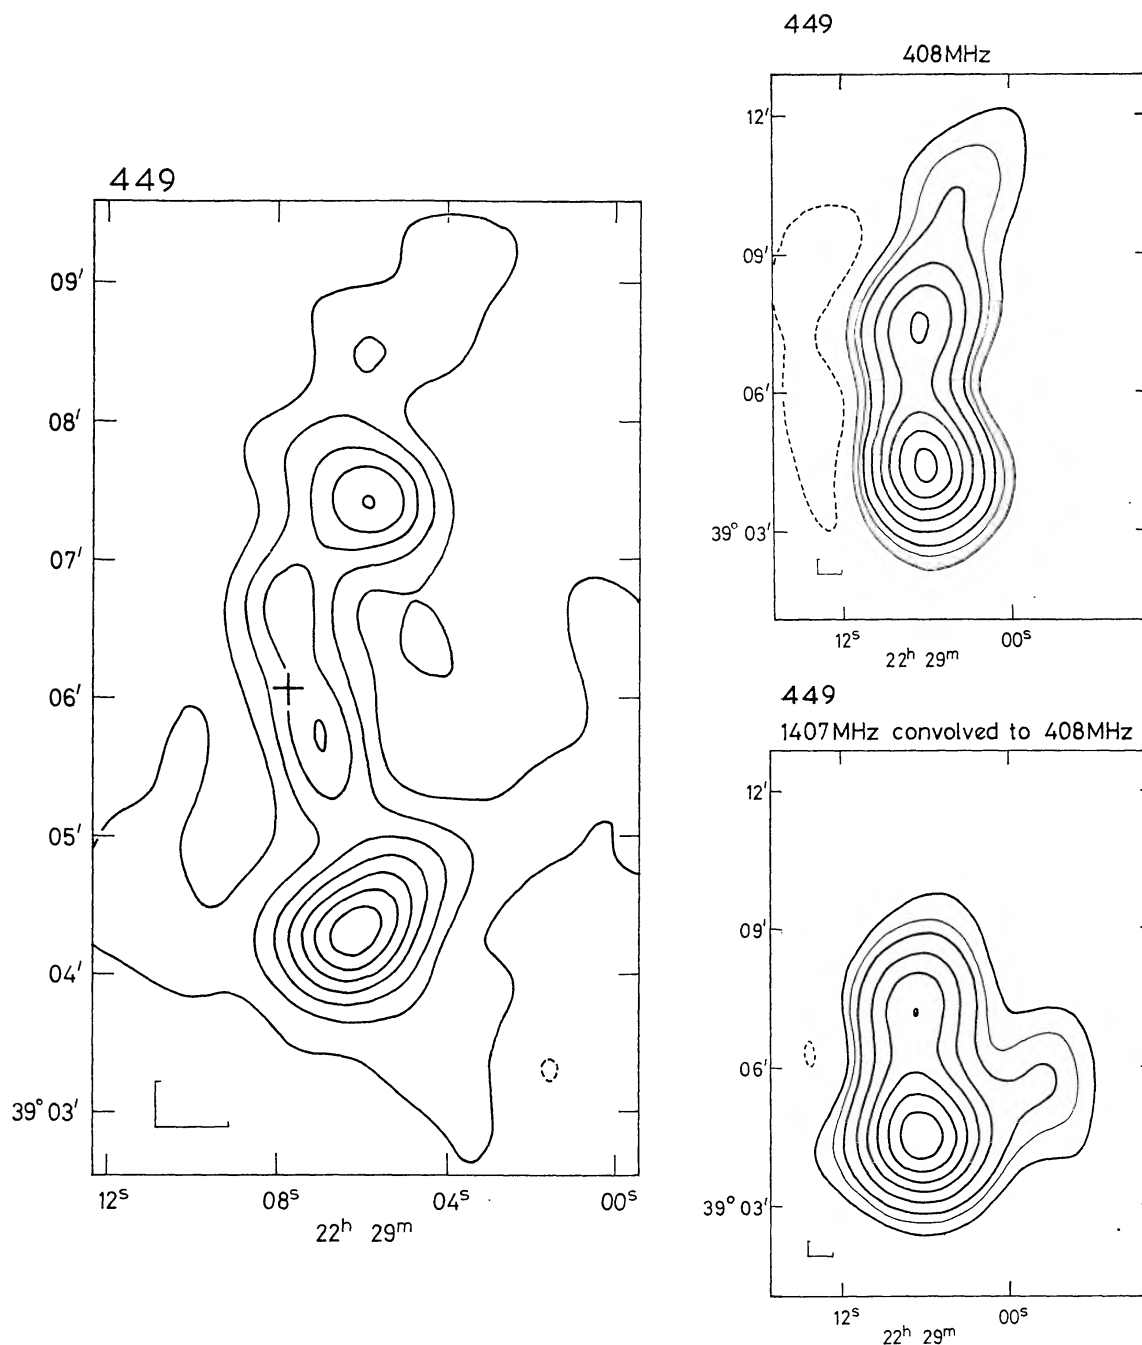 449
09′
08′
07′
06′
05′
04′
39° 03′
12ˢ 08ˢ 04ˢ 00ˢ
22ʰ 29ᵐ
449
408MHz
12′
09′
06′
39° 03′
12ˢ 00ˢ
22ʰ 29ᵐ
449
1407MHz convolved to 408MHz
12′
09′
06′
39° 03′
12ˢ 00ˢ
22ʰ 29ᵐ